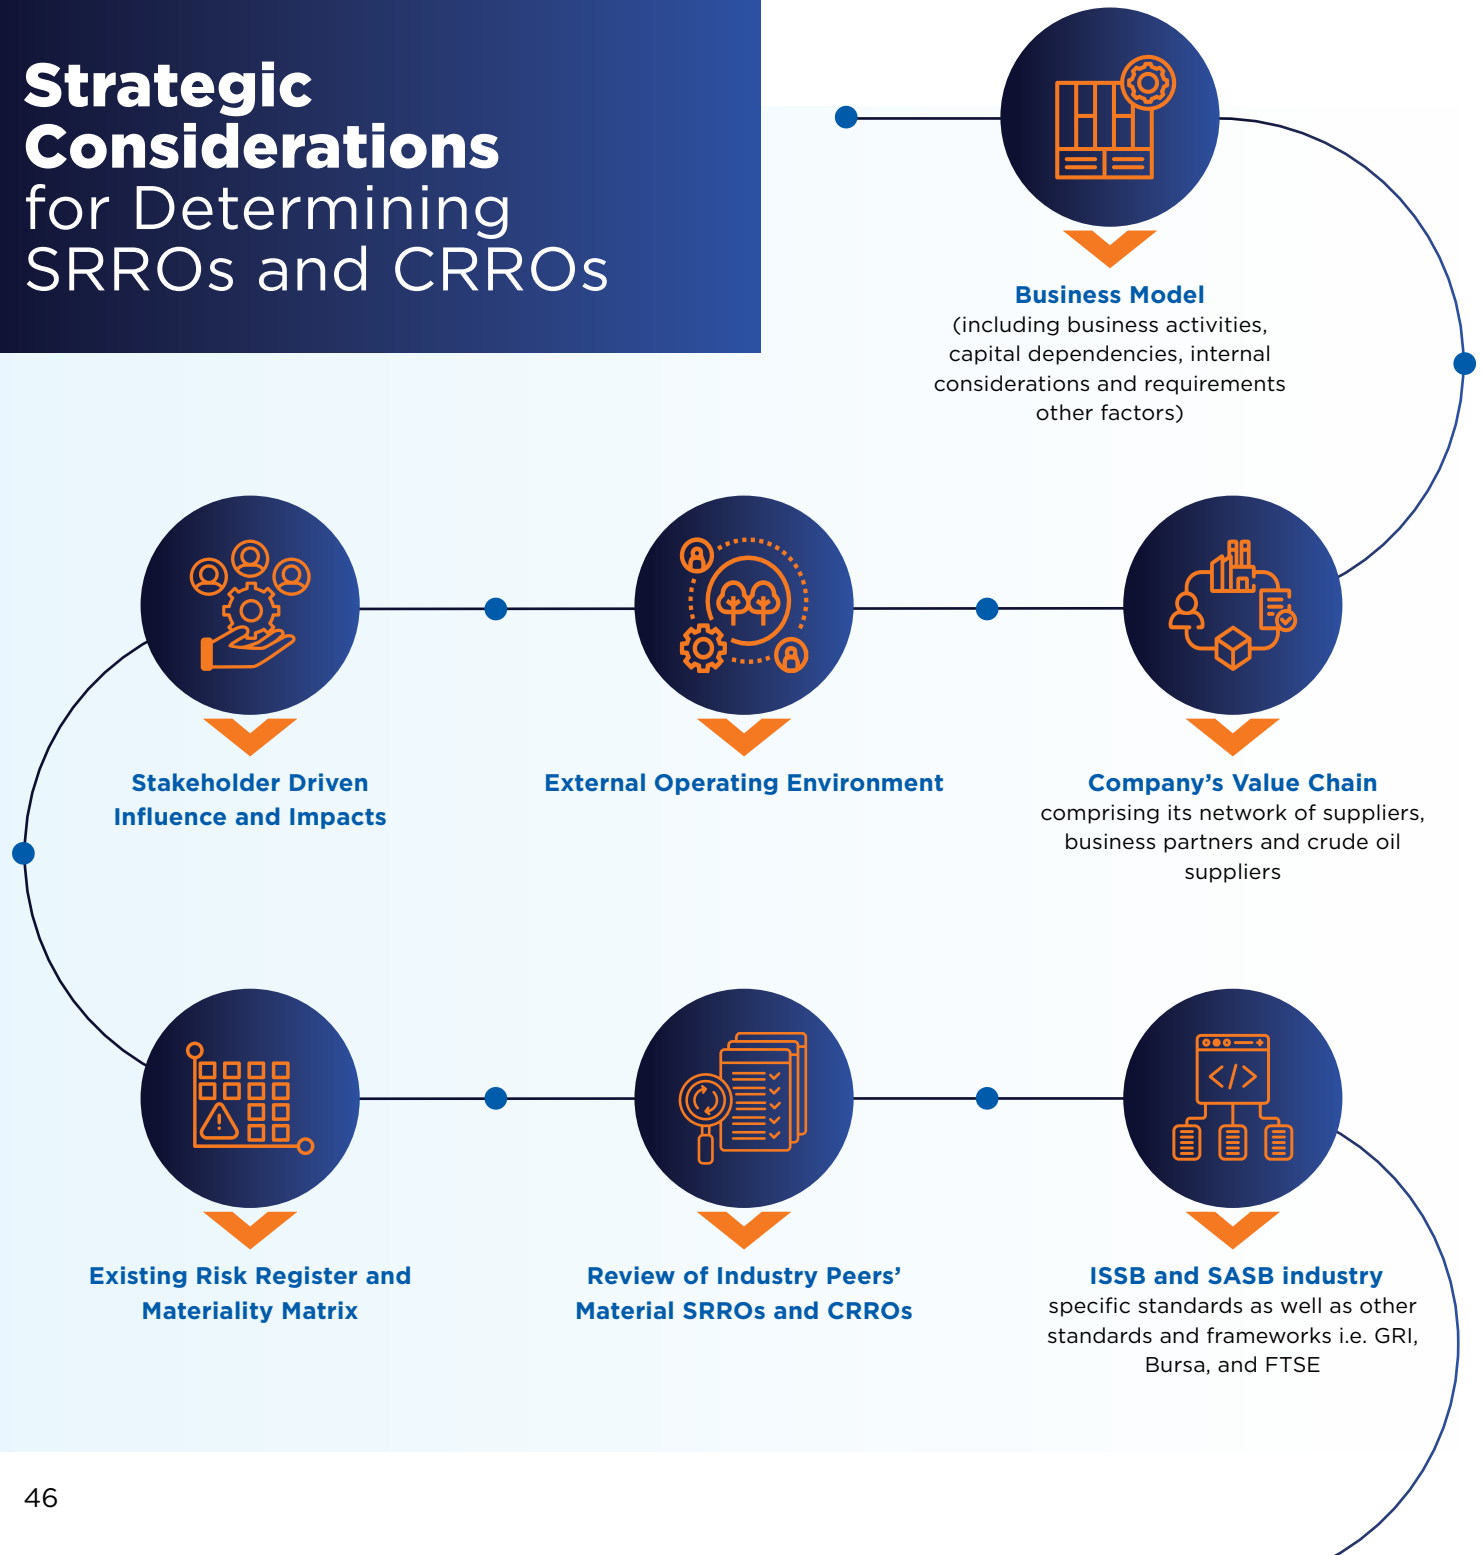 Strategic
Considerations
for Determining
SRROs and CRROs
Business Model
(including business activities,
capital dependencies, internal
considerations and requirements
other factors)
Company’s Value Chain
comprising its network of suppliers,
business partners and crude oil
suppliers
External Operating Environment
Stakeholder Driven
Influence and Impacts
Existing Risk Register and
Materiality Matrix
Review of Industry Peers’
Material SRROs and CRROs
ISSB and SASB industry
specific standards as well as other
standards and frameworks i.e. GRI,
Bursa, and FTSE
46